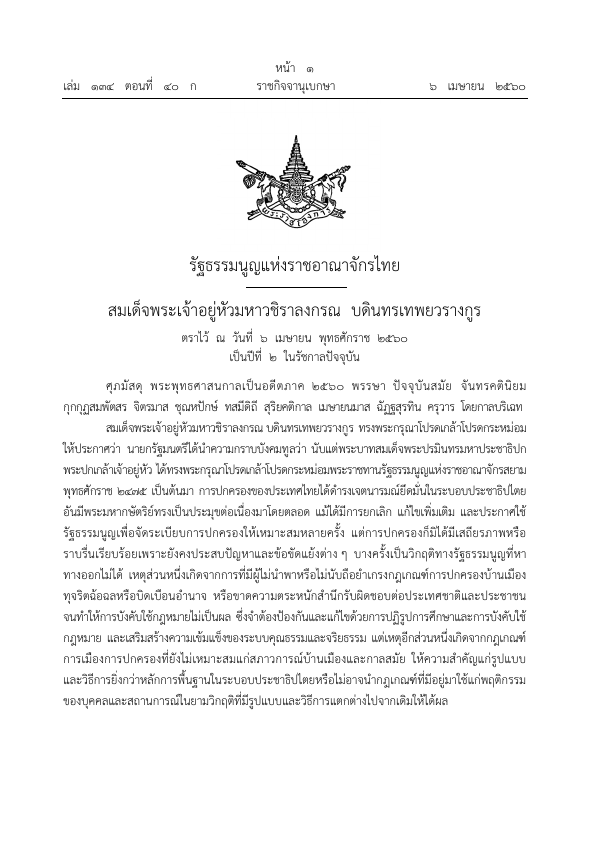 หน้า ๑
เล่ม ๑๓๔ ตอนที่ ๔๐ ก ราชกิจจานุเบกษา ๖ เมษายน ๒๕๖๐
พระราชโองการ
รัฐธรรมนูญแห่งราชอาณาจักรไทย
สมเด็จพระเจ้าอยู่หัวมหาวชิราลงกรณ บดินทรเทพยวรางกูร
ตราไว้ ณ วันที่ ๖ เมษายน พุทธศักราช ๒๕๖๐
เป็นปีที่ ๒ ในรัชกาลปัจจุบัน
ศุภมัสดุ พระพุทธศาสนกาลเป็นอดีตภาค ๒๕๖๐ พรรษา ปัจจุบันสมัย จันทรคตินิยม
กุกกุฏสมพัตสร จิตรมาส ชุณหปักษ์ ทสมีดิถี สุริยคติกาล เมษายนมาส ฉัฏฐสุรทิน ครุวาร โดยกาลบริเฉท
สมเด็จพระเจ้าอยู่หัวมหาวชิราลงกรณ บดินทรเทพยวรางกูร ทรงพระกรุณาโปรดเกล้าโปรดกระหม่อม
ให้ประกาศว่า นายกรัฐมนตรีได้นำความกราบบังคมทูลว่า นับแต่พระบาทสมเด็จพระปรมินทรมหาประชาธิปก
พระปกเกล้าเจ้าอยู่หัว ได้ทรงพระกรุณาโปรดเกล้าโปรดกระหม่อมพระราชทานรัฐธรรมนูญแห่งราชอาณาจักรสยาม
พุทธศักราช ๒๔๗๕ เป็นต้นมา การปกครองของประเทศไทยได้ดำรงเจตนารมณ์ยึดมั่นในระบอบประชาธิปไตย
อันมีพระมหากษัตริย์ทรงเป็นประมุขต่อเนื่องมาโดยตลอด แม้ได้มีการยกเลิก แก้ไขเพิ่มเติม และประกาศใช้
รัฐธรรมนูญเพื่อจัดระเบียบการปกครองให้เหมาะสมหลายครั้ง แต่การปกครองก็มิได้มีเสถียรภาพหรือ
ราบรื่นเรียบร้อยเพราะยังคงประสบปัญหาและข้อขัดแย้งต่าง ๆ บางครั้งเป็นวิกฤติทางรัฐธรรมนูญที่หา
ทางออกไม่ได้ เหตุส่วนหนึ่งเกิดจากการที่มีผู้ไม่นำพาหรือไม่นับถือยำเกรงกฎเกณฑ์การปกครองบ้านเมือง
ทุจริตฉ้อฉลหรือบิดเบือนอำนาจ หรือขาดความตระหนักสำนึกรับผิดชอบต่อประเทศชาติและประชาชน
จนทำให้การบังคับใช้กฎหมายไม่เป็นผล ซึ่งจำต้องป้องกันและแก้ไขด้วยการปฏิรูปการศึกษาและการบังคับใช้
กฎหมาย และเสริมสร้างความเข้มแข็งของระบบคุณธรรมและจริยธรรม แต่เหตุอีกส่วนหนึ่งเกิดจากกฎเกณฑ์
การเมืองการปกครองที่ยังไม่เหมาะสมแก่สภาวการณ์บ้านเมืองและกาลสมัย ให้ความสำคัญแก่รูปแบบ
และวิธีการยิ่งกว่าหลักการพื้นฐานในระบอบประชาธิปไตยหรือไม่อาจนำกฎเกณฑ์ที่มีอยู่มาใช้แก่พฤติกรรม
ของบุคคลและสถานการณ์ในยามวิกฤติที่มีรูปแบบและวิธีการแตกต่างไปจากเดิมให้ได้ผล